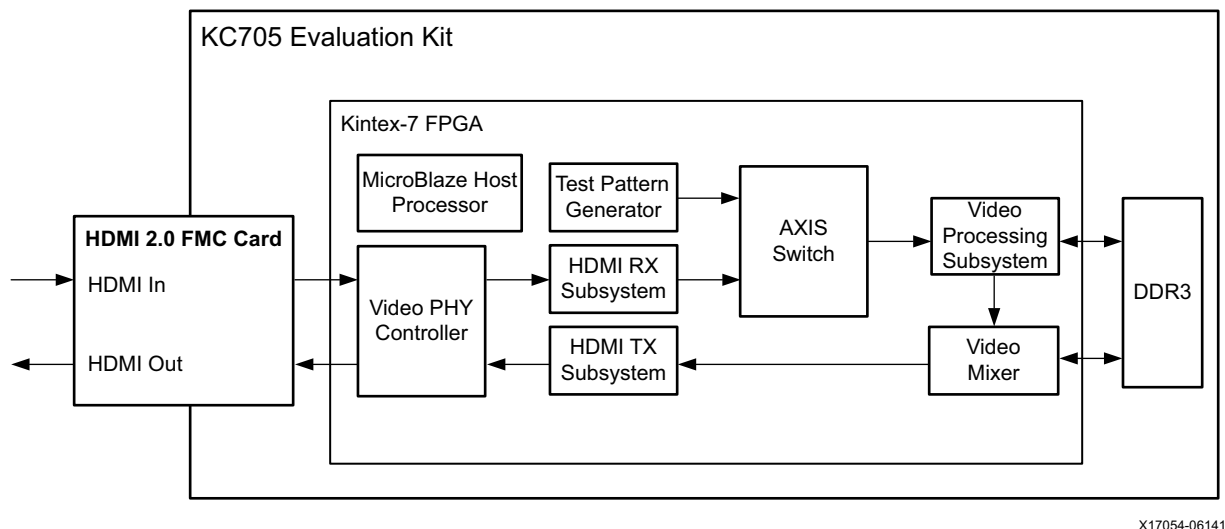 KC705 Evaluation Kit
Kintex-7 FPGA
MicroBlaze Host
Processor
Test Pattern
Generator
AXIS
Switch
Video
Processing
Subsystem
DDR3
HDMI 2.0 FMC Card
HDMI In
HDMI Out
Video PHY
Controller
HDMI RX
Subsystem
HDMI TX
Subsystem
Video
Mixer
X17054-06141